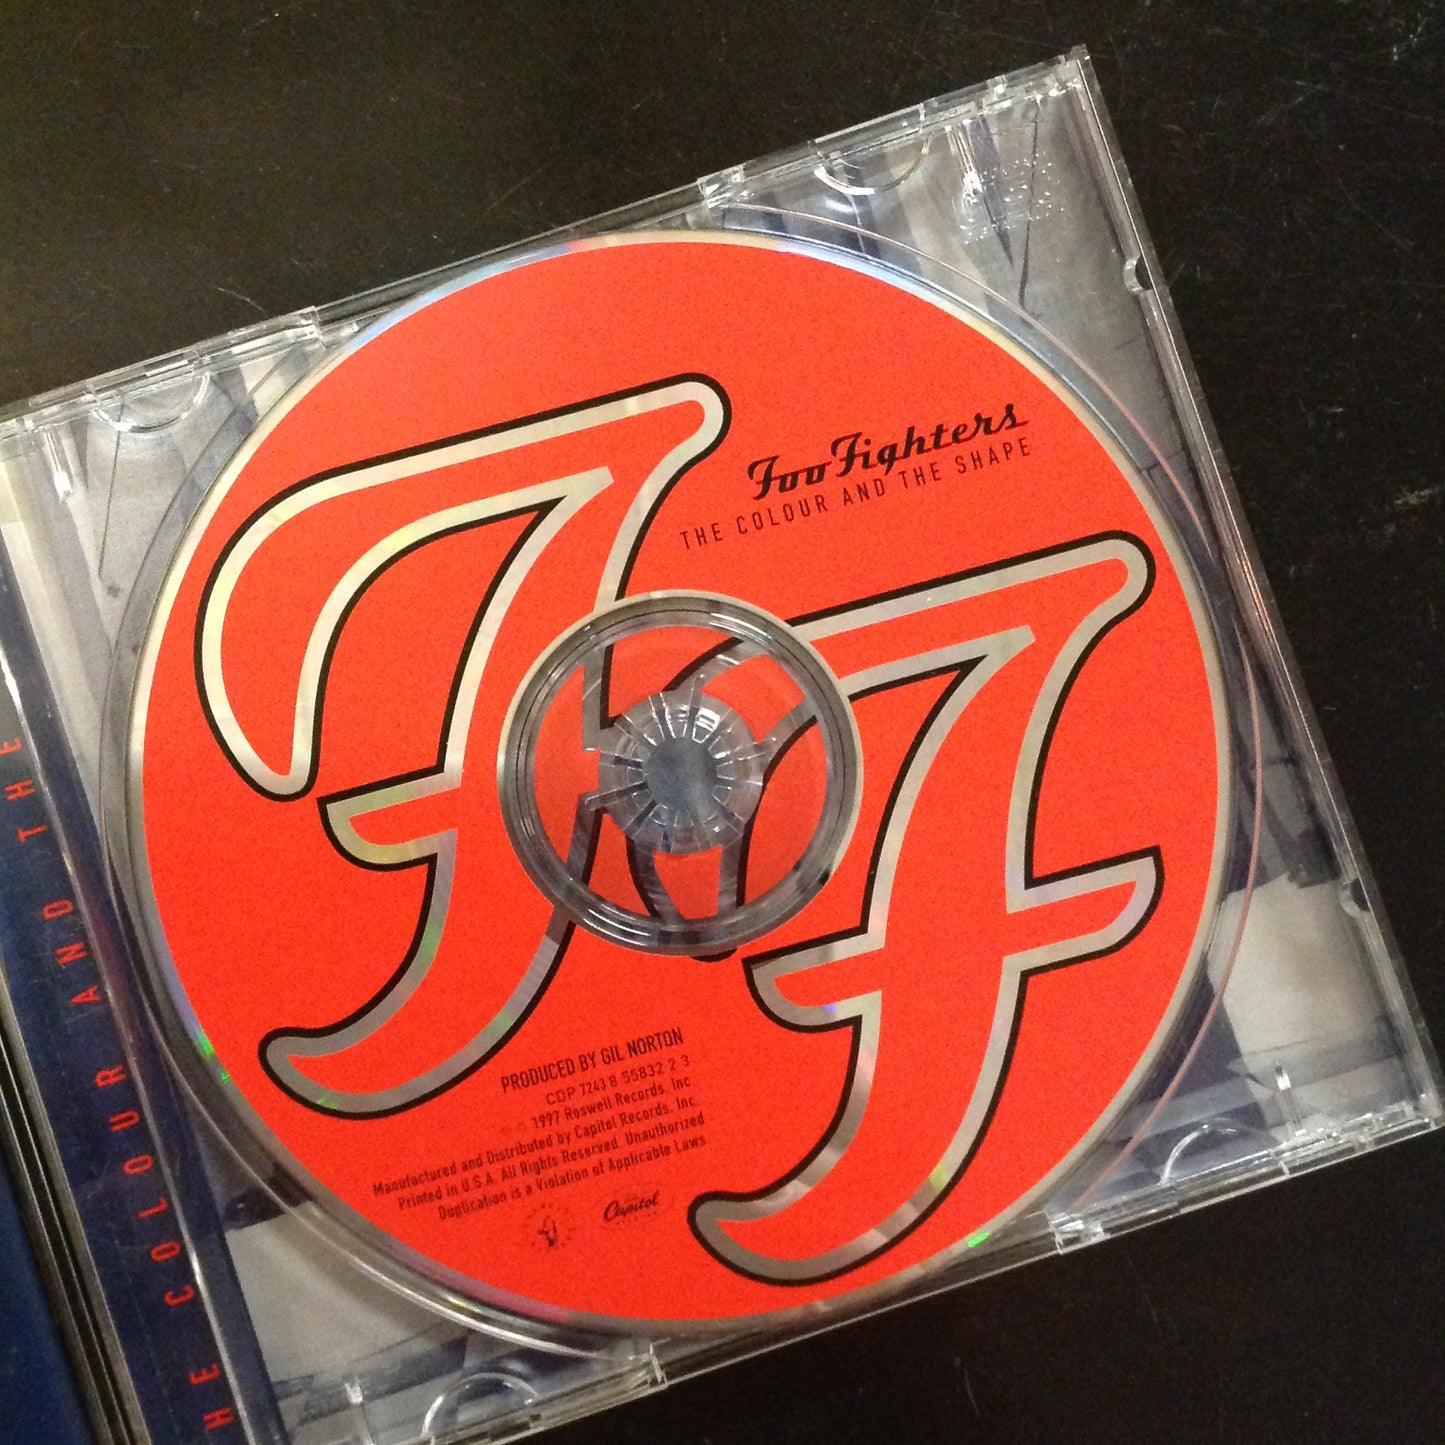 Foo Fighters
THE COLOUR AND THE SHAPE
FF
PRODUCED BY GIL NORTON
CDP 7243 8 55832 2 3
℗ © 1997 Roswell Records, Inc.
Manufactured and Distributed by Capitol Records, Inc.
Printed in U.S.A. All Rights Reserved. Unauthorized
Duplication is a Violation of Applicable Laws
Capitol
HE COLOUR AND THE